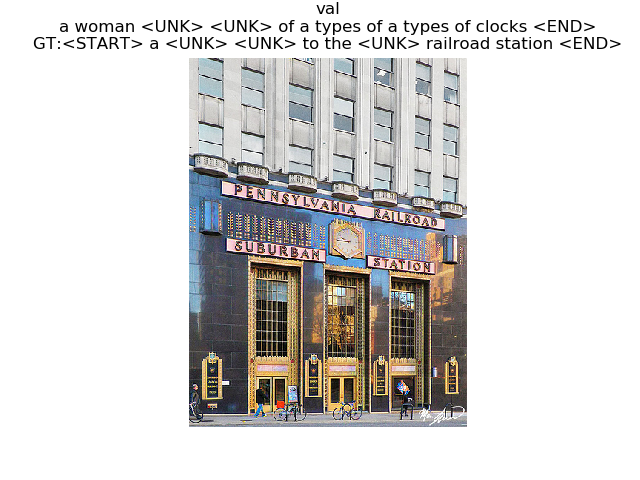 val
a woman <UNK> <UNK> of a types of a types of clocks <END>
GT:<START> a <UNK> <UNK> to the <UNK> railroad station <END>
PENNSYLVANIA RAILROAD
SUBURBAN
STATION